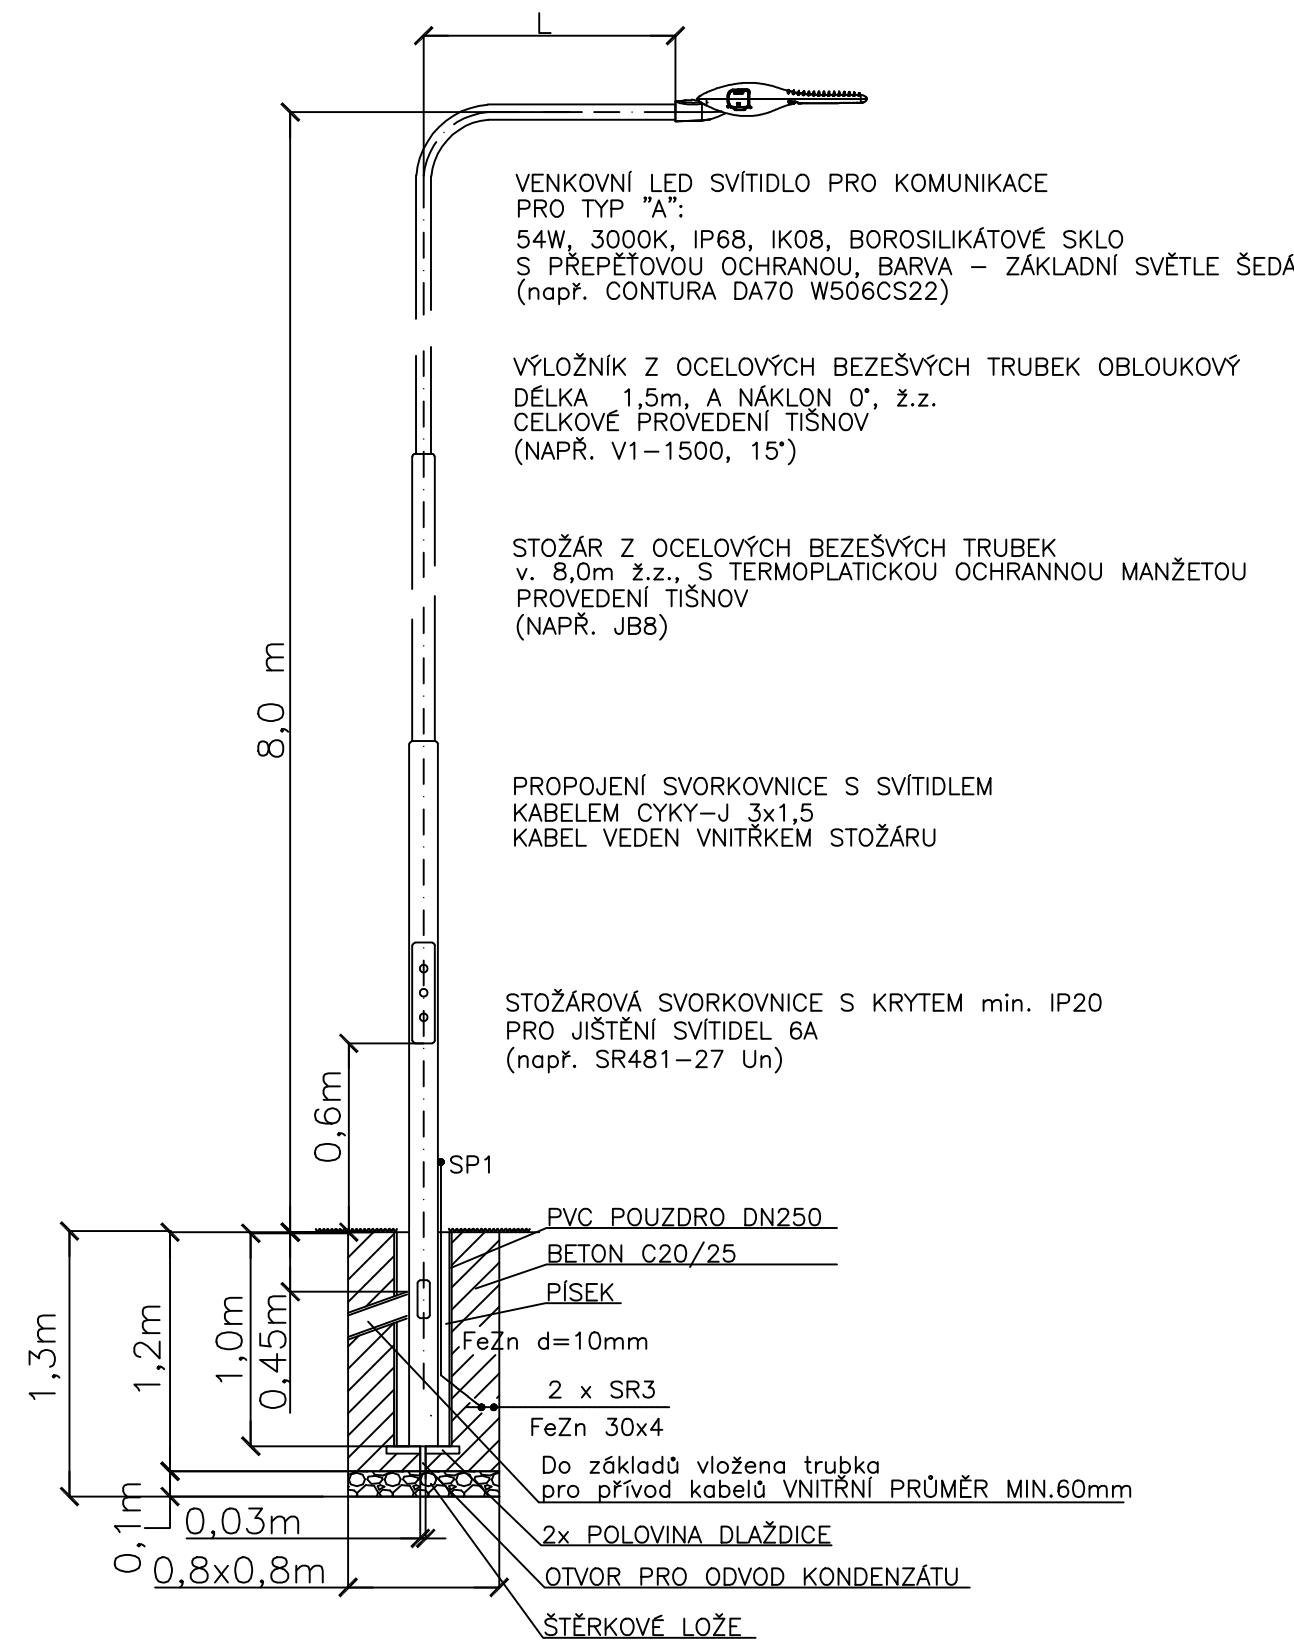 L
VENKOVNÍ LED SVÍTIDLO PRO KOMUNIKACE
PRO TYP "A":
54W, 3000K, IP68, IK08, BOROSILIKÁTOVÉ SKLO
S PŘEPĚŤOVOU OCHRANOU, BARVA – ZÁKLADNÍ SVĚTLE ŠEDÁ
(např. CONTURA DA70 W506CS22)
VÝLOŽNÍK Z OCELOVÝCH BEZEŠVÝCH TRUBEK OBLOUKOVÝ
DÉLKA 1,5m, A NÁKLON 0°, ž.z.
CELKOVÉ PROVEDENÍ TIŠNOV
(NAPŘ. V1–1500, 15°)
STOŽÁR Z OCELOVÝCH BEZEŠVÝCH TRUBEK
v. 8,0m ž.z., S TERMOPLATICKOU OCHRANNOU MANŽETOU
PROVEDENÍ TIŠNOV
(NAPŘ. JB8)
8,0 m
PROPOJENÍ SVORKOVNICE S SVÍTIDLEM
KABELEM CYKY–J 3x1,5
KABEL VEDEN VNITŘKEM STOŽÁRU
STOŽÁROVÁ SVORKOVNICE S KRYTEM min. IP20
PRO JIŠTĚNÍ SVÍTIDEL 6A
(např. SR481–27 Un)
0,6m
SP1
PVC POUZDRO DN250
BETON C20/25
PÍSEK
FeZn d=10mm
2 x SR3
FeZn 30x4
1,3m
1,2m
1,0m
0,45m
Do základů vložena trubka
pro přívod kabelů VNITŘNÍ PRŮMĚR MIN.60mm
0,1m
0,03m
2x POLOVINA DLAŽDICE
0,8x0,8m
OTVOR PRO ODVOD KONDENZÁTU
ŠTĚRKOVÉ LOŽE